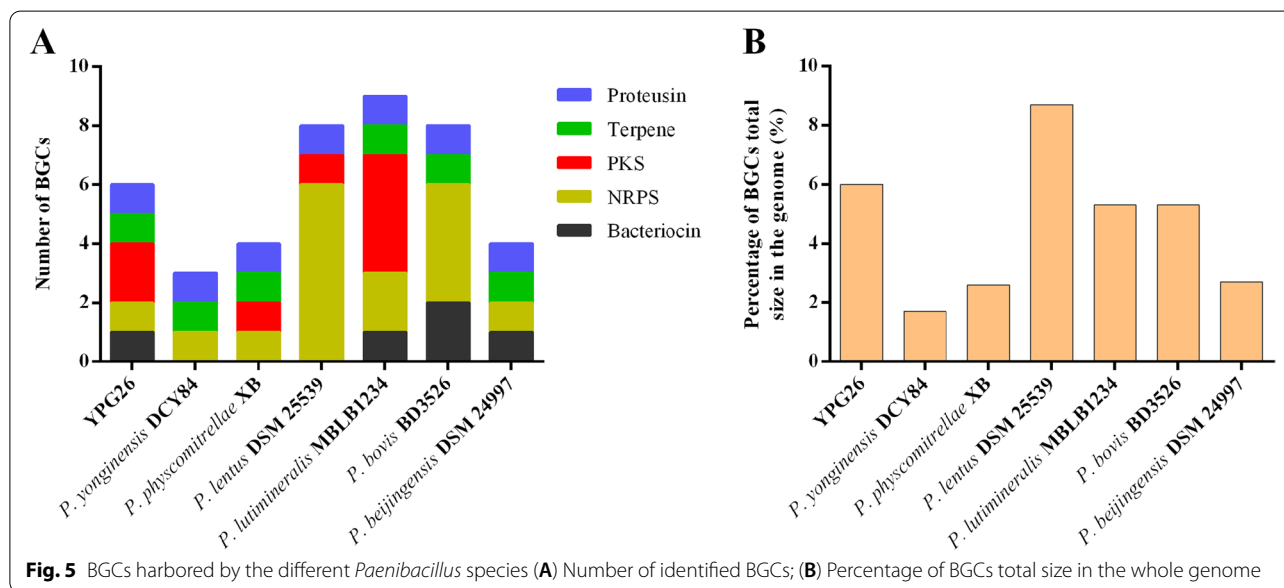 A
Number of BGCs
10
8
6
4
2
0
Proteusin
Terpene
PKS
NRPS
Bacteriocin
YPG26
P. yonginensis DCY84
P. physcomitrellae XB
P. lentus DSM 25539
P. lutimineralis MBLB1234
P. bovis BD3526
P. beijingensis DSM 24997
B
Percentage of BGCs total
size in the genome (%)
10
8
6
4
2
0
YPG26
P. yonginensis DCY84
P. physcomitrellae XB
P. lentus DSM 25539
P. lutimineralis MBLB1234
P. bovis BD3526
P. beijingensis DSM 24997
Fig. 5 BGCs harbored by the different Paenibacillus species (A) Number of identified BGCs; (B) Percentage of BGCs total size in the whole genome